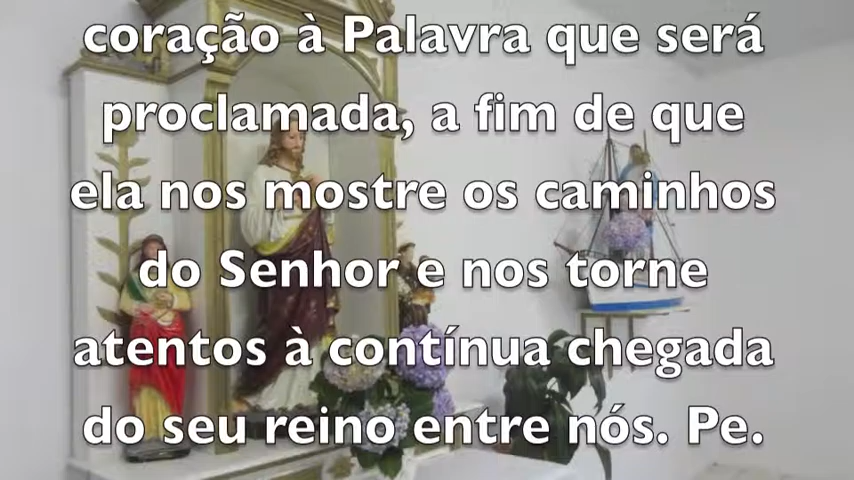 coração à Palavra que será
proclamada, a fim de que
ela nos mostre os caminhos
do Senhor e nos torne
atentos à contínua chegada
do seu reino entre nós. Pe.